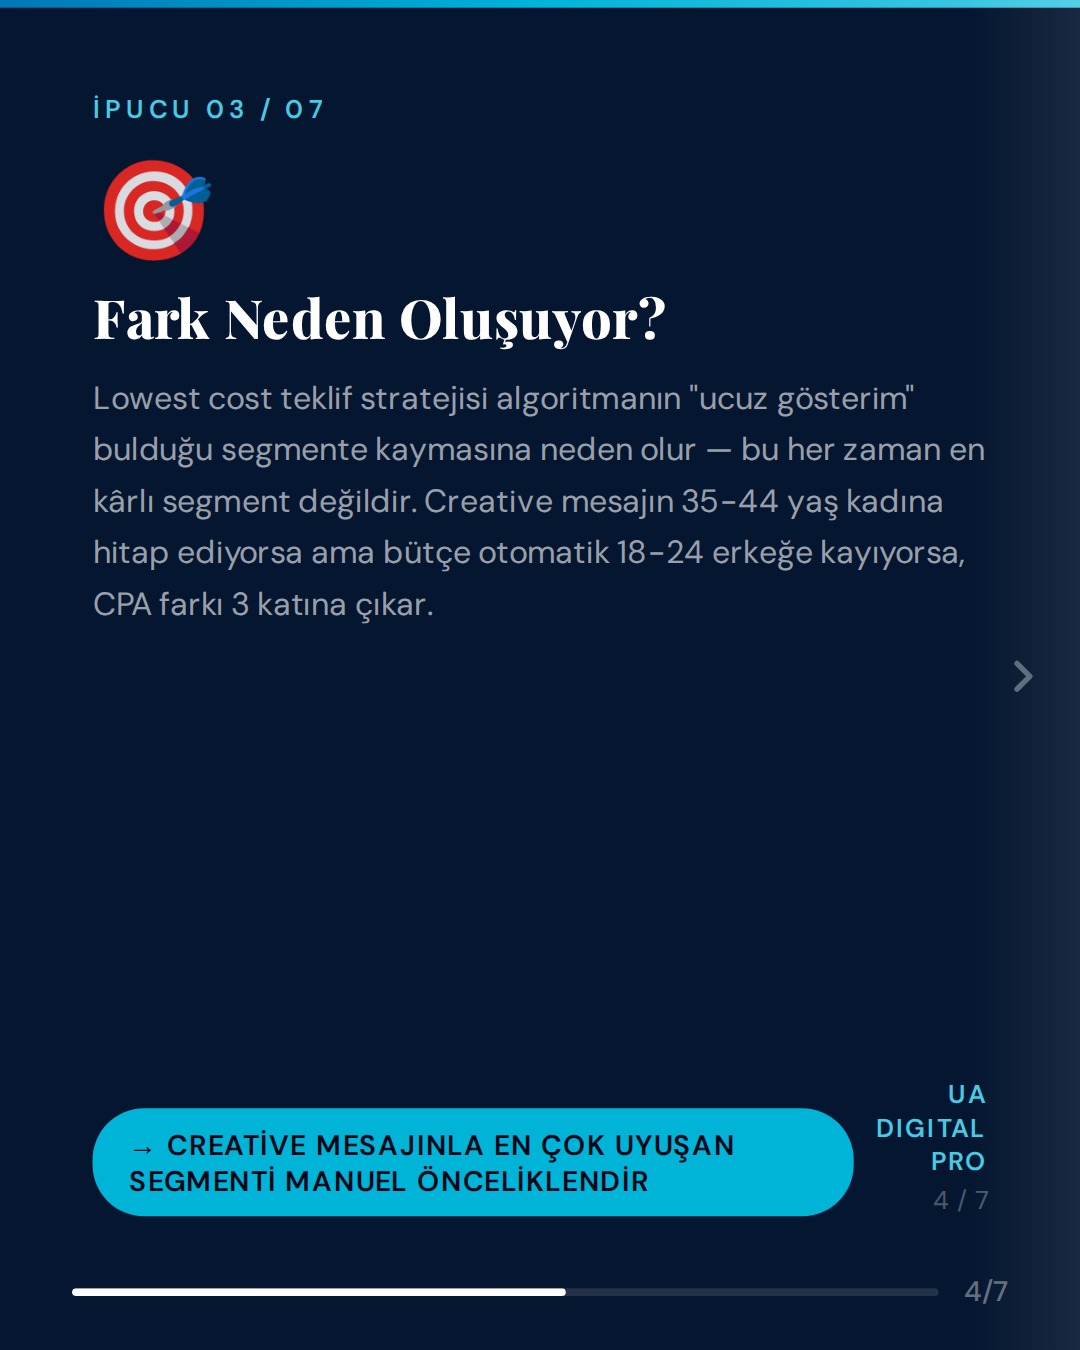 İPUCU 03 / 07
Fark Neden Oluşuyor?
Lowest cost teklif stratejisi algoritmanın "ucuz gösterim"
bulduğu segmente kaymasına neden olur — bu her zaman en
kârlı segment değildir. Creative mesajın 35-44 yaş kadına
hitap ediyorsa ama bütçe otomatik 18-24 erkeğe kayıyorsa,
CPA farkı 3 katına çıkar.
→ CREATİVE MESAJINLA EN ÇOK UYUŞAN
SEGMENTİ MANUEL ÖNCELİKLENDİR
UA
DIGITAL
PRO
4 / 7
4/7